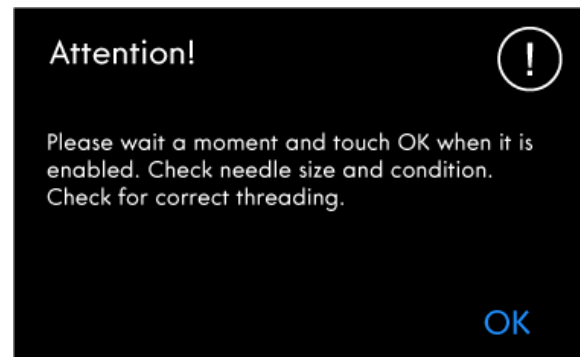 Attention!
!
Please wait a moment and touch OK when it is
enabled. Check needle size and condition.
Check for correct threading.
OK